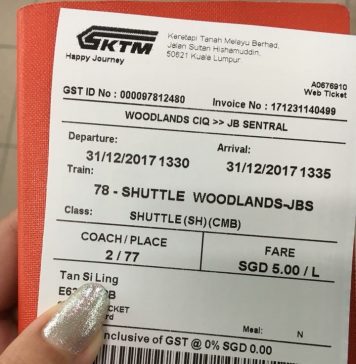 KTM
Happy Journey
Keretapi Tanah Melayu Berhad,
Jalan Sultan Hishamuddin,
50621 Kuala Lumpur.
A0676910
Web Ticket
GST ID No : 000097812480
Invoice No : 171231140499
WOODLANDS CIQ >> JB SENTRAL
Departure:
Arrival:
31/12/2017 1330
31/12/2017 1335
Train:
78 - SHUTTLE WOODLANDS-JBS
Class:
SHUTTLE(SH)(CMB)
COACH/PLACE
FARE
2 / 77
SGD 5.00 / L
Tan Si Ling
Meal: N
of GST @ 0% SGD 0.00